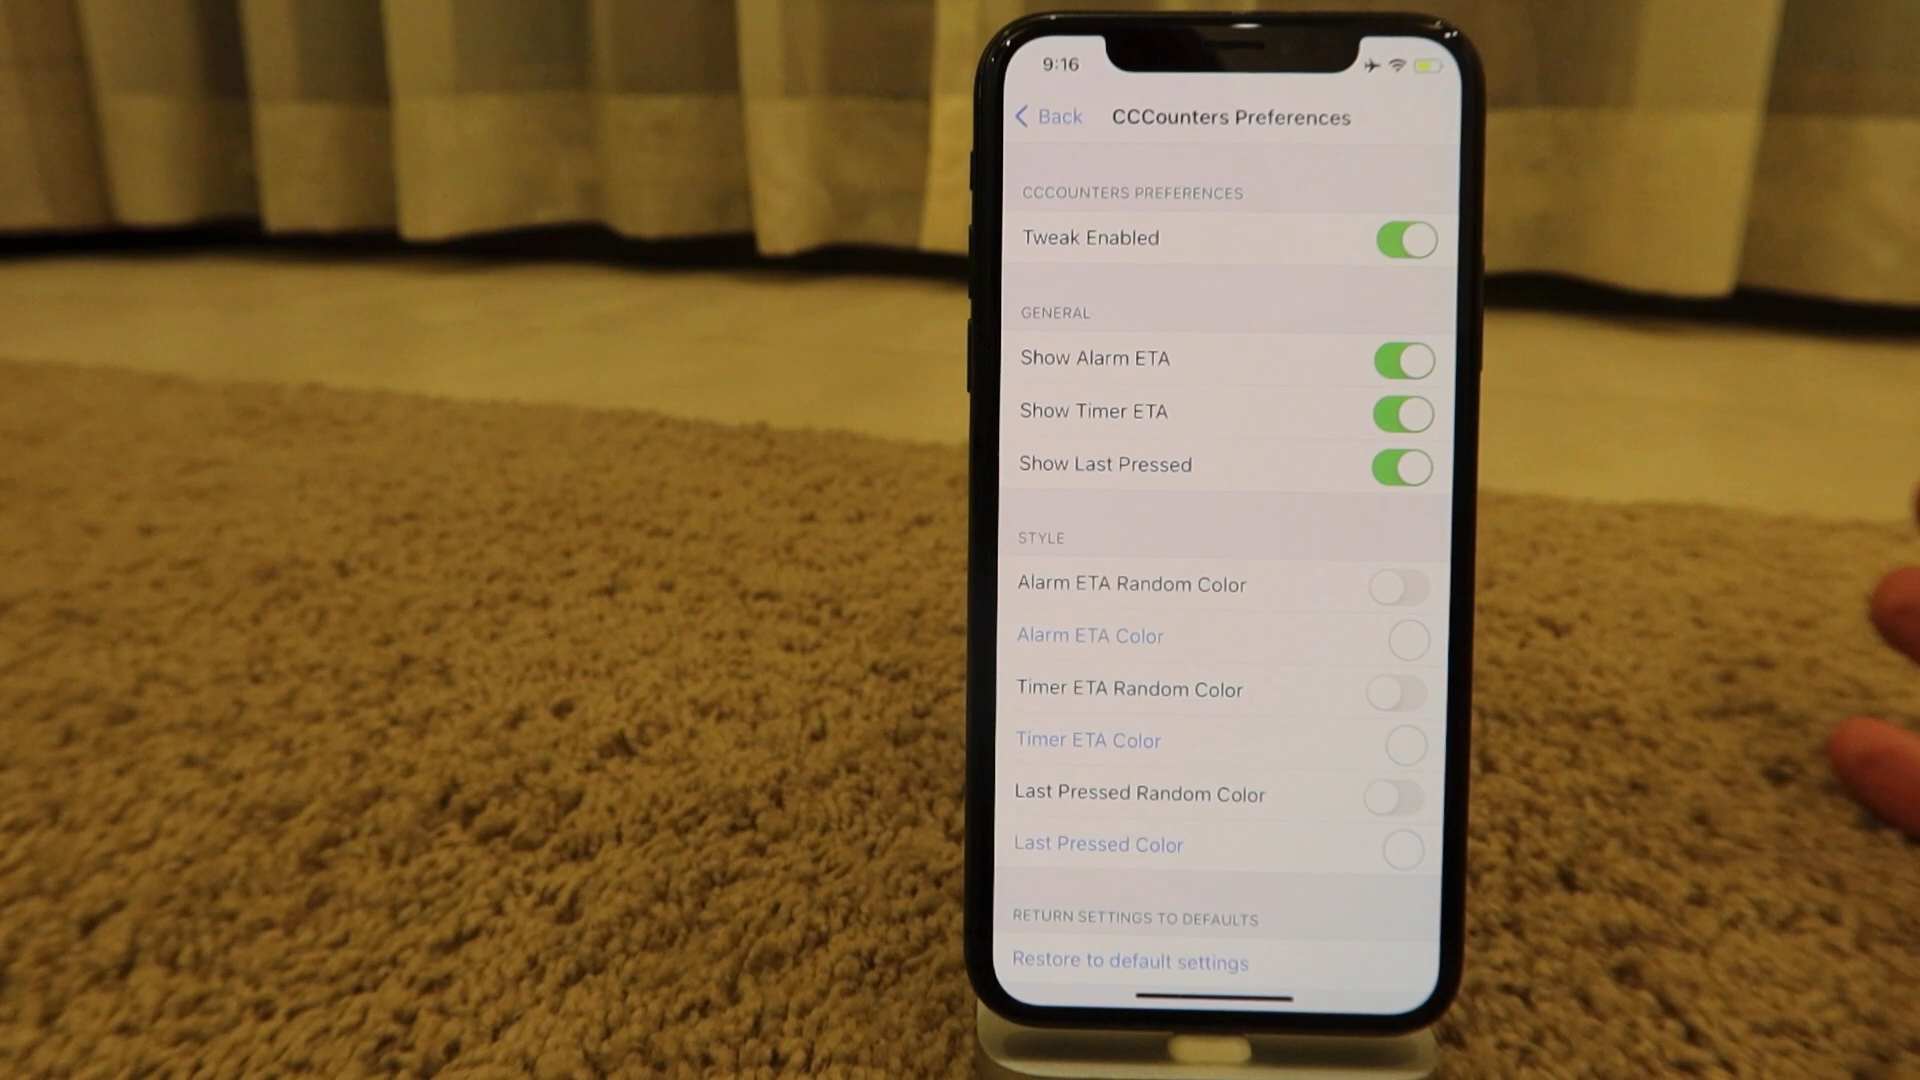 9:16
Back CCCounters Preferences
CCCOUNTERS PREFERENCES
Tweak Enabled
GENERAL
Show Alarm ETA
Show Timer ETA
Show Last Pressed
STYLE
Alarm ETA Random Color
Alarm ETA Color
Timer ETA Random Color
Timer ETA Color
Last Pressed Random Color
Last Pressed Color
RETURN SETTINGS TO DEFAULTS
Restore to default settings